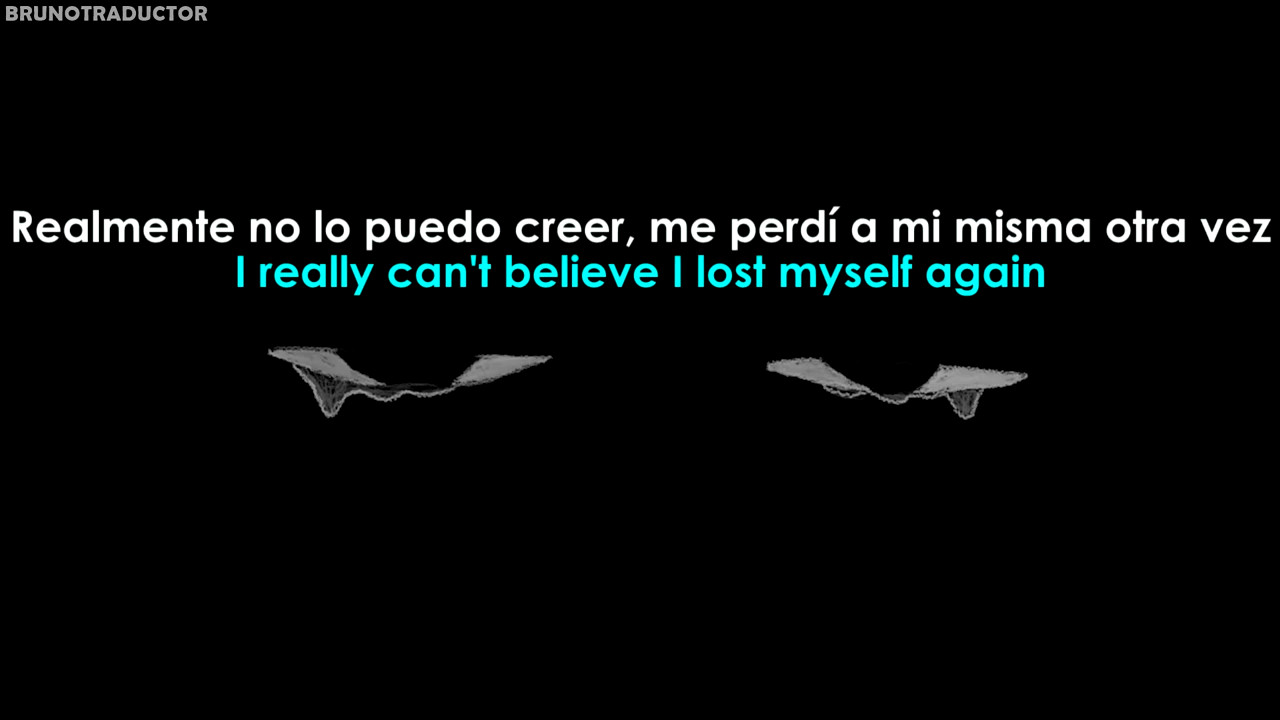 BRUNOTRADUCTOR
Realmente no lo puedo creer, me perdí a mi misma otra vez
I really can't believe I lost myself again